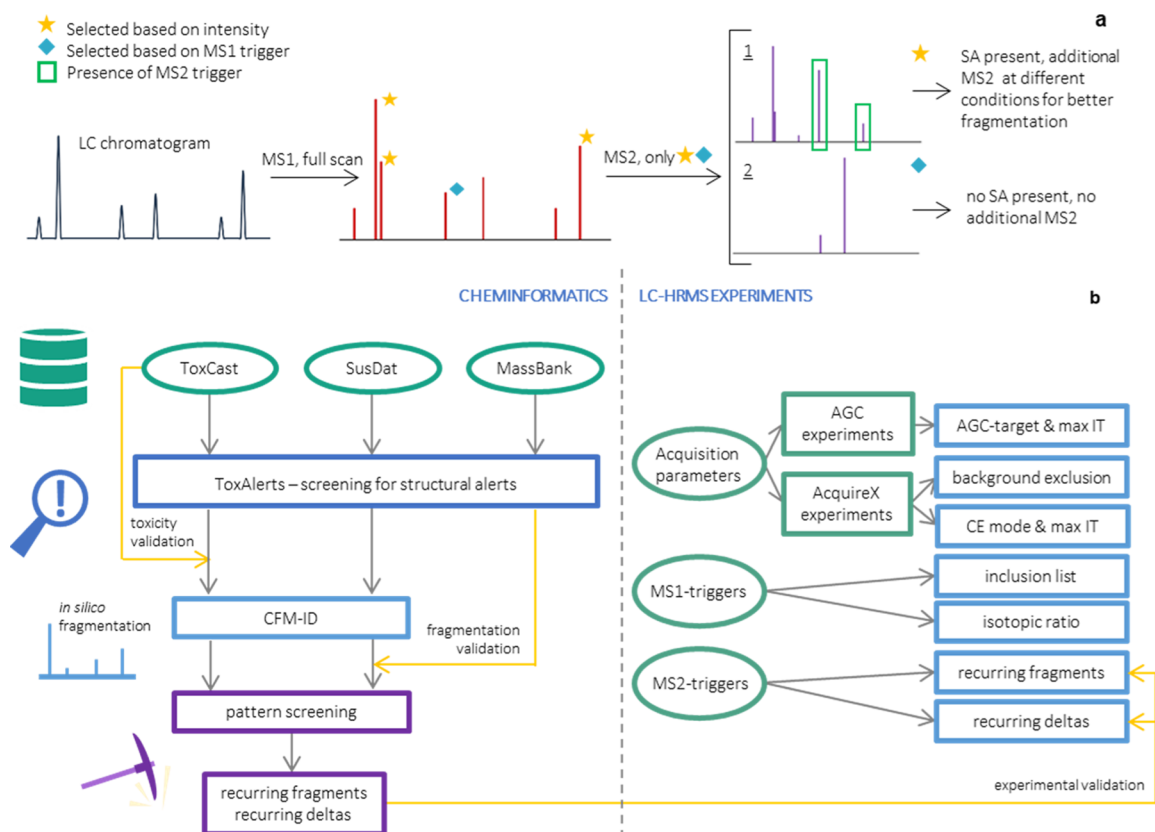 a
Selected based on intensity
Selected based on MS1 trigger
Presence of MS2 trigger
LC chromatogram
MS1, full scan
MS2, only
1
SA present, additional
MS2 at different
conditions for better
fragmentation
2
no SA present, no
additional MS2
CHEMINFORMATICS
LC-HRMS EXPERIMENTS
b
ToxCast
SusDat
MassBank
ToxAlerts – screening for structural alerts
toxicity
validation
in silico
fragmentation
CFM-ID
fragmentation
validation
pattern screening
recurring fragments
recurring deltas
Acquisition
parameters
AGC
experiments
AcquireX
experiments
AGC-target & max IT
background exclusion
CE mode & max IT
MS1-triggers
inclusion list
isotopic ratio
MS2-triggers
recurring fragments
recurring deltas
experimental validation